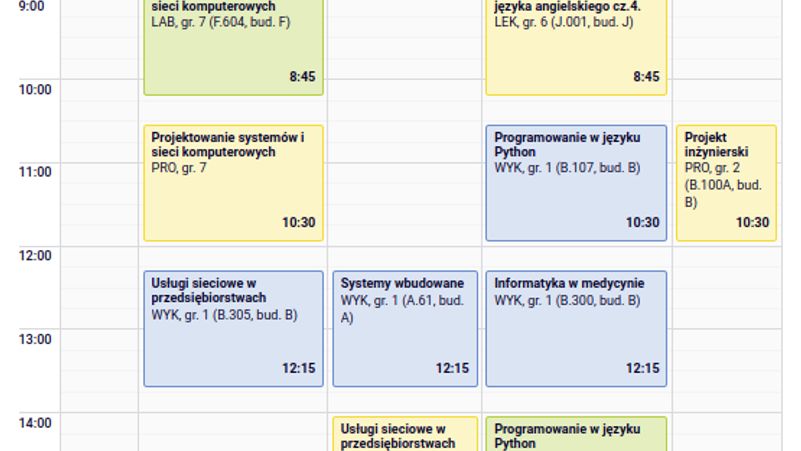 9:00
sieci komputerowych
LAB, gr. 7 (F.604, bud. F)
8:45
języka angielskiego cz.4.
LEK, gr. 6 (J.001, bud. J)
8:45
10:00
Projektowanie systemów i
sieci komputerowych
PRO, gr. 7
10:30
Programowanie w języku
Python
WYK, gr. 1 (B.107, bud. B)
10:30
Projekt
inżynierski
PRO, gr. 2
(B.100A, bud.
B)
10:30
11:00
12:00
Usługi sieciowe w
przedsiębiorstwach
WYK, gr. 1 (B.305, bud. B)
12:15
Systemy wbudowane
WYK, gr. 1 (A.61, bud.
A)
12:15
Informatyka w medycynie
WYK, gr. 1 (B.300, bud. B)
12:15
13:00
14:00
Usługi sieciowe w
przedsiębiorstwach
Programowanie w języku
Python